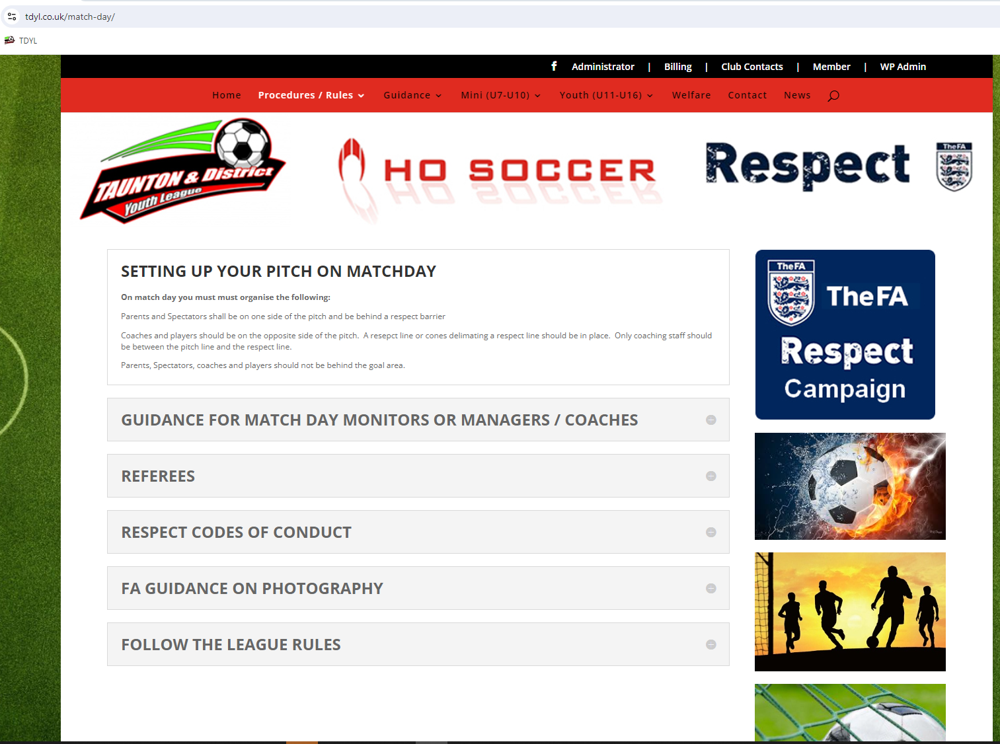 tdyl.co.uk/match-day/
TDYL
Administrator | Billing | Club Contacts | Member | WP Admin
Home Procedures / Rules Guidance Mini (U7-U10) Youth (U11-U16) Welfare Contact News
TAUNTON & District
Youth League
HO SOCCER
Respect
The FA
SETTING UP YOUR PITCH ON MATCHDAY
On match day you must must organise the following:
Parents and Spectators shall be on one side of the pitch and be behind a respect barrier
Coaches and players should be on the opposite side of the pitch. A resepct line or cones delimating a respect line should be in place. Only coaching staff should
be between the pitch line and the respect line.
Parents, Spectators, coaches and players should not be behind the goal area.
GUIDANCE FOR MATCH DAY MONITORS OR MANAGERS / COACHES
REFEREES
RESPECT CODES OF CONDUCT
FA GUIDANCE ON PHOTOGRAPHY
FOLLOW THE LEAGUE RULES
The FA
The FA
Respect
Campaign